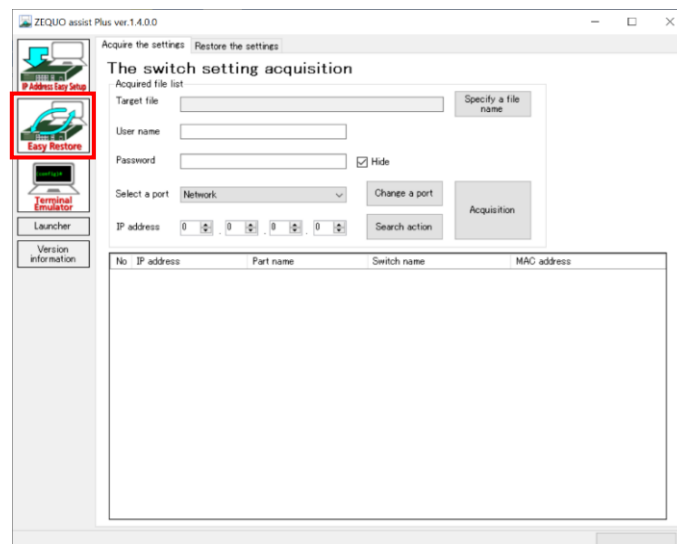 ZEQUO assist Plus ver.1.4.0.0
Acquire the settings
Restore the settings
IP Address Easy Setup
Easy Restore
Terminal
Emulator
Launcher
Version
information
The switch setting acquisition
Acquired file list
Target file
Specify a file
name
User name
Password
Hide
Select a port
Network
Change a port
Acquisition
IP address
0 . 0 . 0 . 0
Search action
No IP address Part name Switch name MAC address